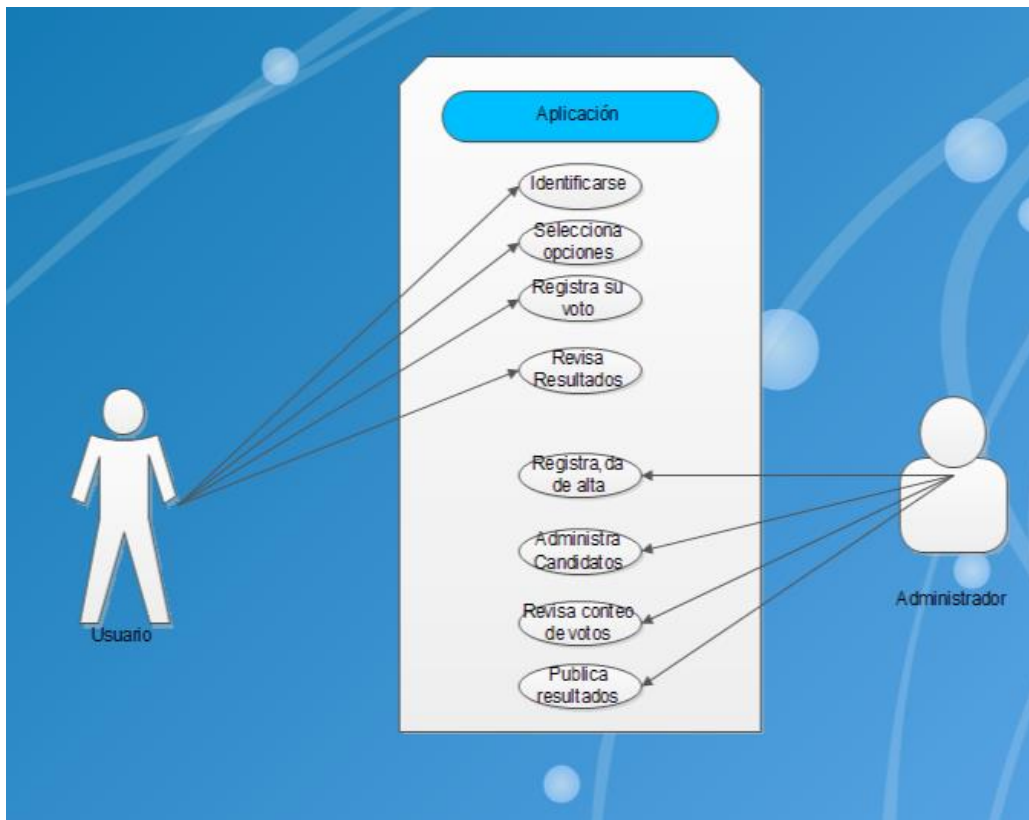 Aplicación
Identificarse
Selecciona
opciones
Registra su
voto
Revisa
Resultados
Registra, da
de alta
Administra
Candidatos
Revisa conteo
de votos
Publica
resultados
Usuario
Administrador